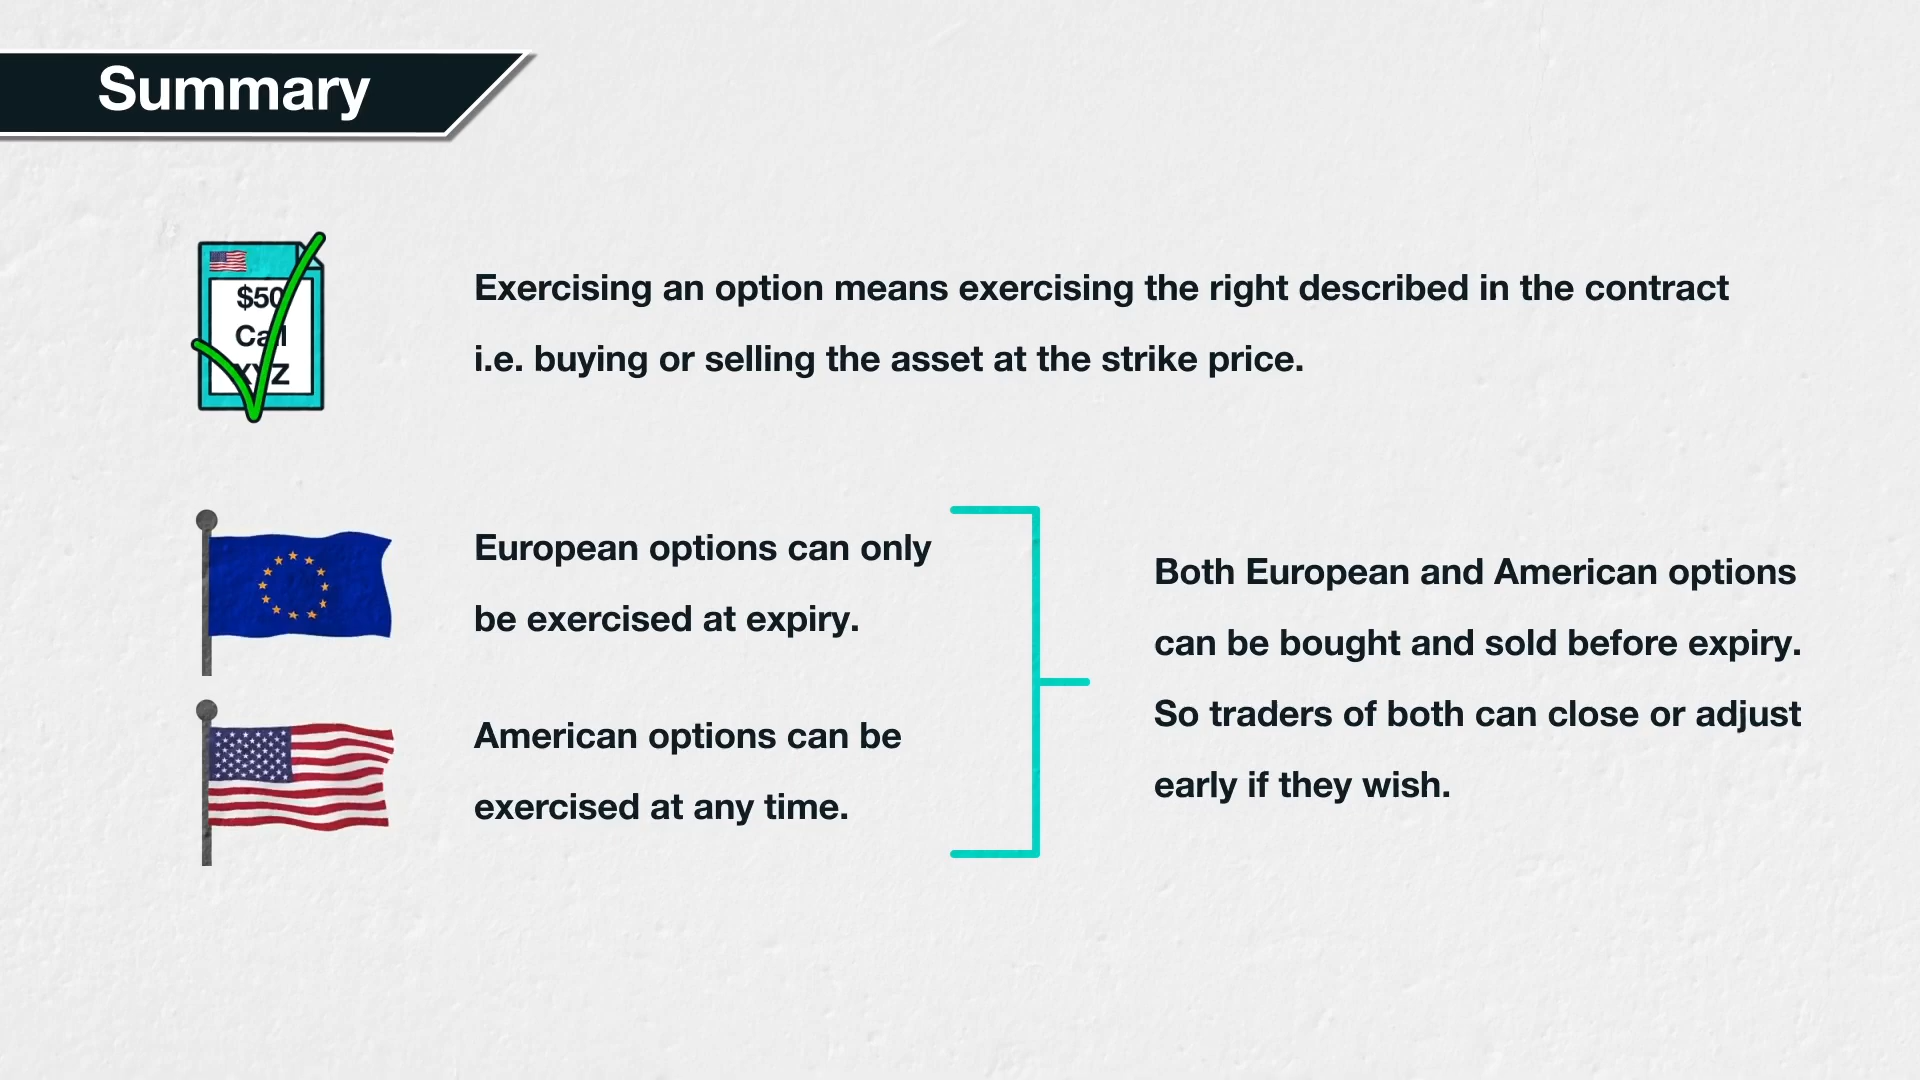 Summary
$50
Call
XYZ
Exercising an option means exercising the right described in the contract
i.e. buying or selling the asset at the strike price.
European options can only
be exercised at expiry.
American options can be
exercised at any time.
Both European and American options
can be bought and sold before expiry.
So traders of both can close or adjust
early if they wish.